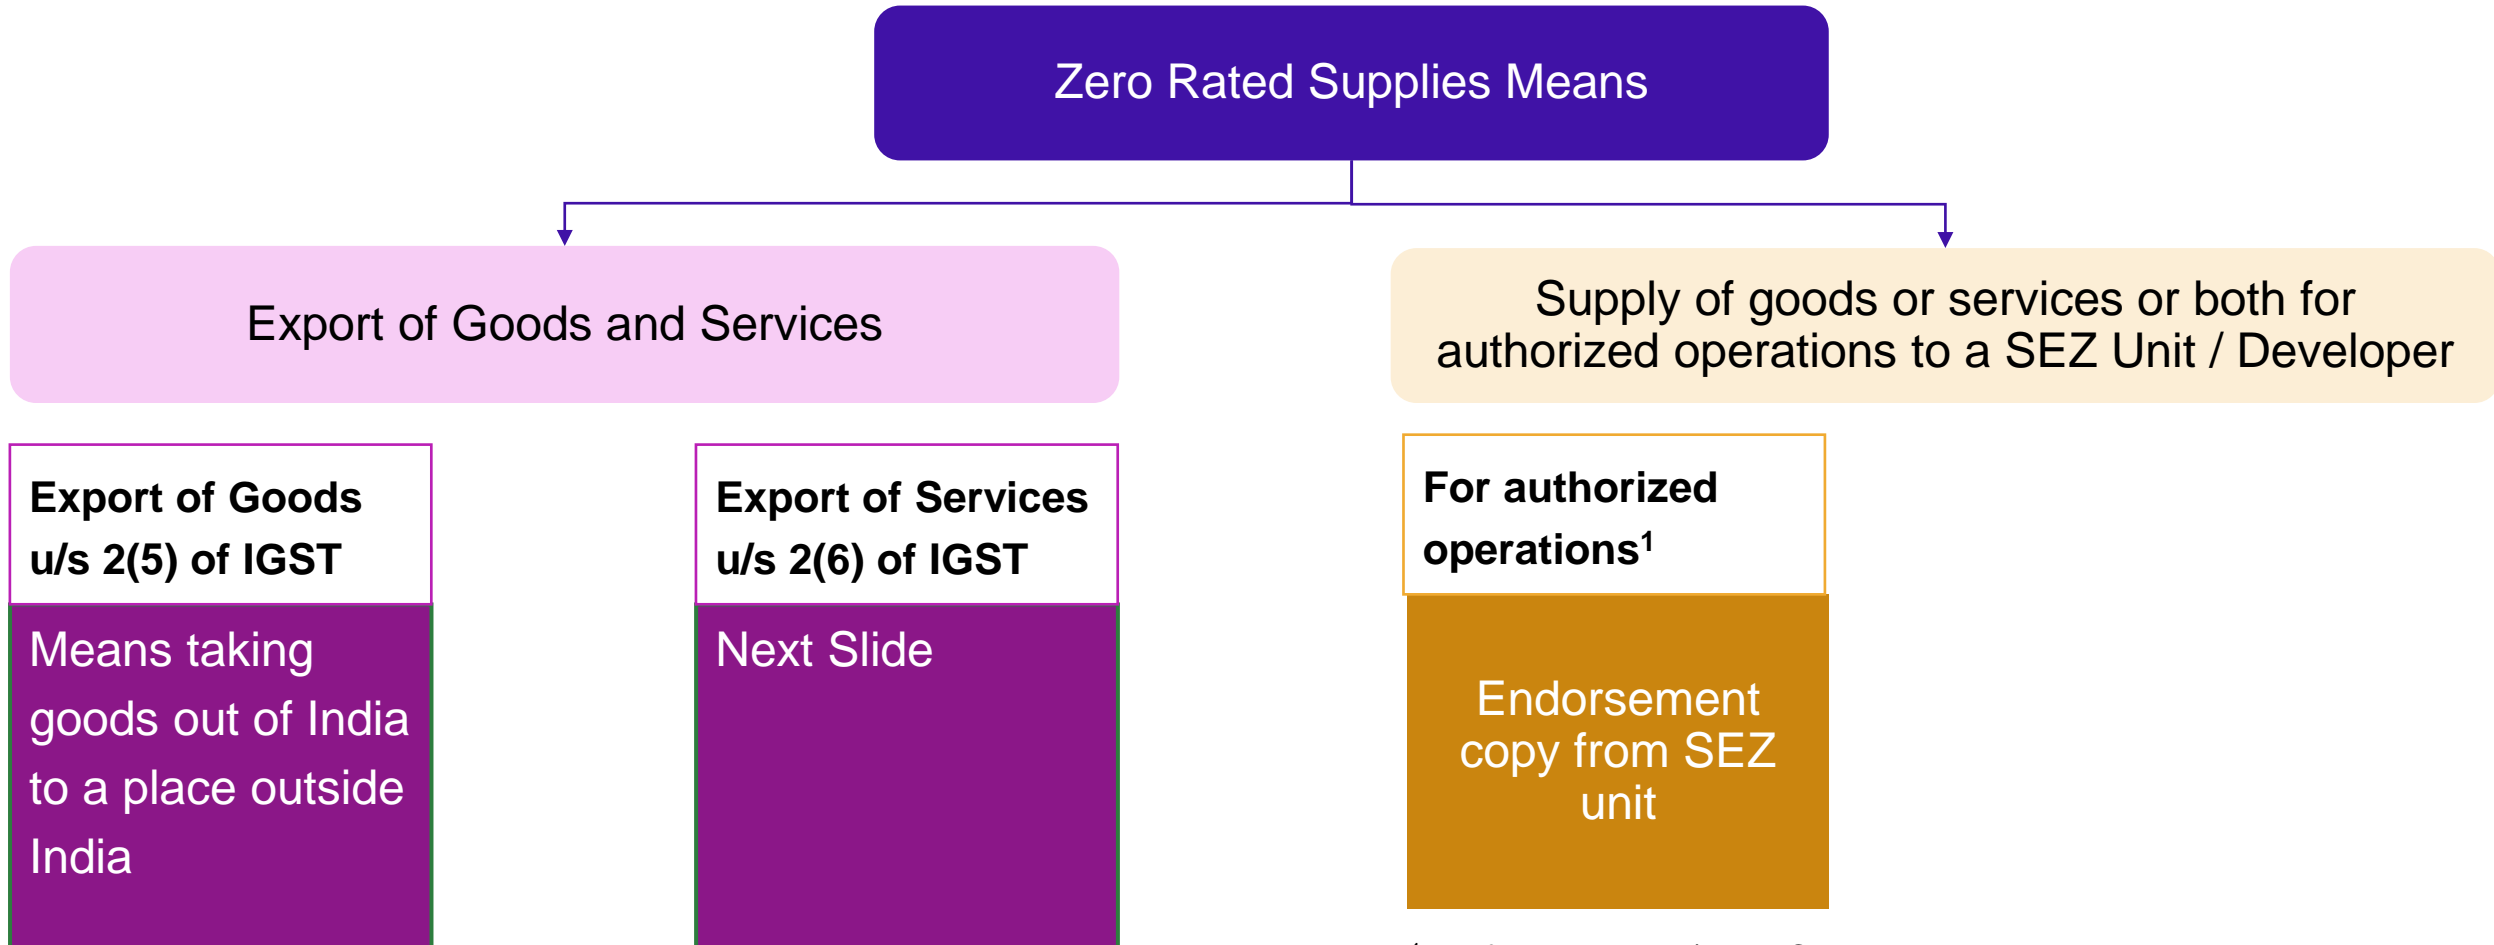 Zero Rated Supplies Means
Export of Goods and Services
Supply of goods or services or both for
authorized operations to a SEZ Unit / Developer
Export of Goods
u/s 2(5) of IGST
Means taking
goods out of India
to a place outside
India
Export of Services
u/s 2(6) of IGST
Next Slide
For authorized
operations¹
Endorsement
copy from SEZ
unit